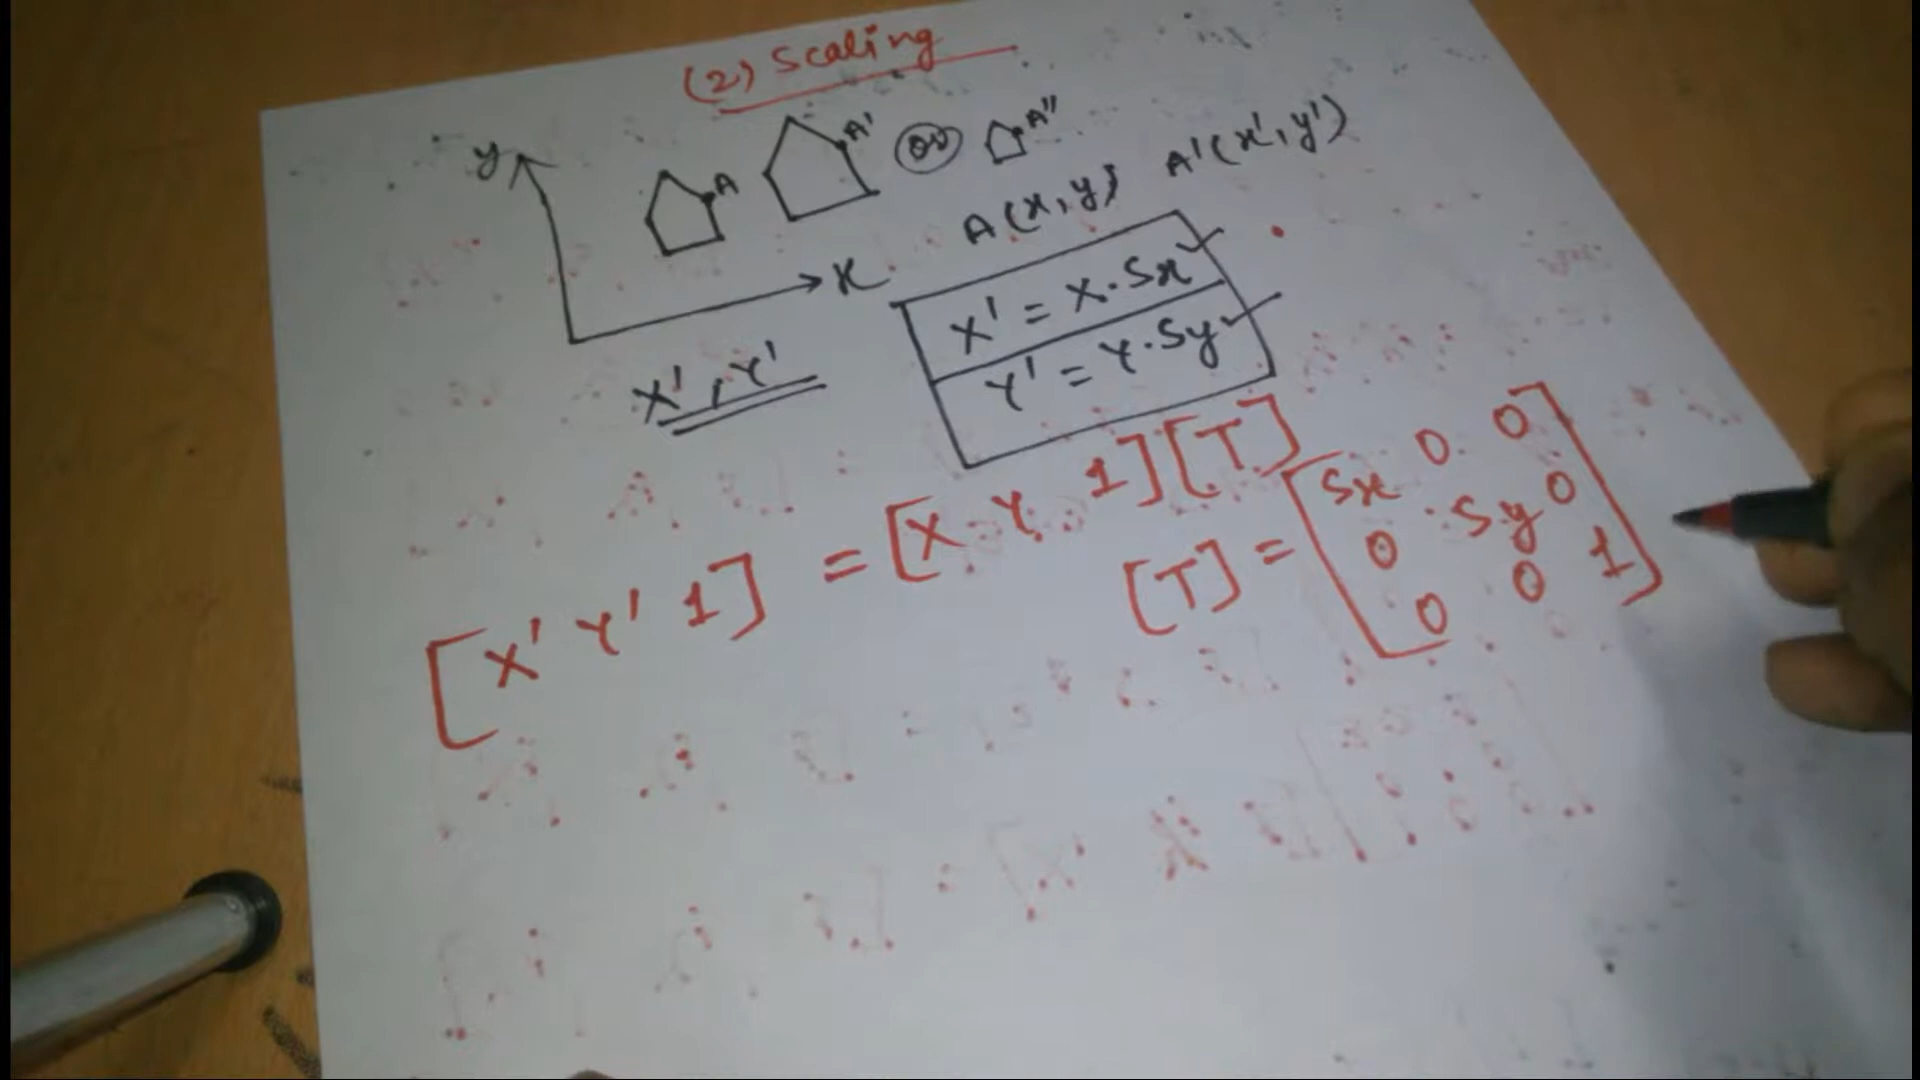 (2) Scaling
y
A
A'
or
A"
x
A(x,y) A'(x',y')
X' = X.Sx
Y' = Y.Sy
X', Y'
[X' Y' 1] = [X Y 1][T]
[T] = [Sx 0 0
0 Sy 0
0 0 1]